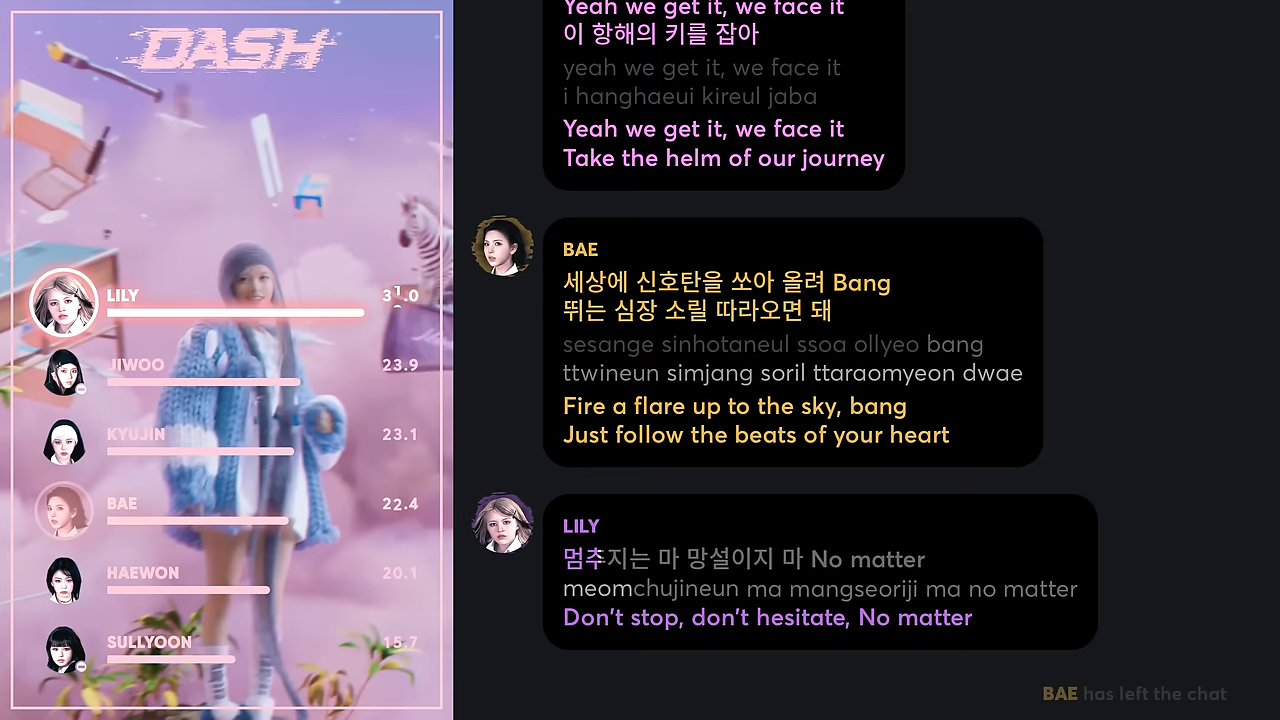 DASH
LILY
JIWOO 23.9
KYUJIN 23.1
BAE 22.4
HAEWON 20.1
SULLYOON 15.7
Yeah we get it, we face it
이 항해의 키를 잡아
yeah we get it, we face it
i hanghaeui kireul jaba
Yeah we get it, we face it
Take the helm of our journey
BAE
세상에 신호탄을 쏘아 올려 Bang
뛰는 심장 소릴 따라오면 돼
sesange sinhotaneul ssoa ollyeo bang
ttwineun simjang soril ttaraomyeon dwae
Fire a flare up to the sky, bang
Just follow the beats of your heart
LILY
멈추지는 마 망설이지 마 No matter
meomchujineun ma mangseoriji ma no matter
Don't stop, don't hesitate, No matter
BAE has left the chat